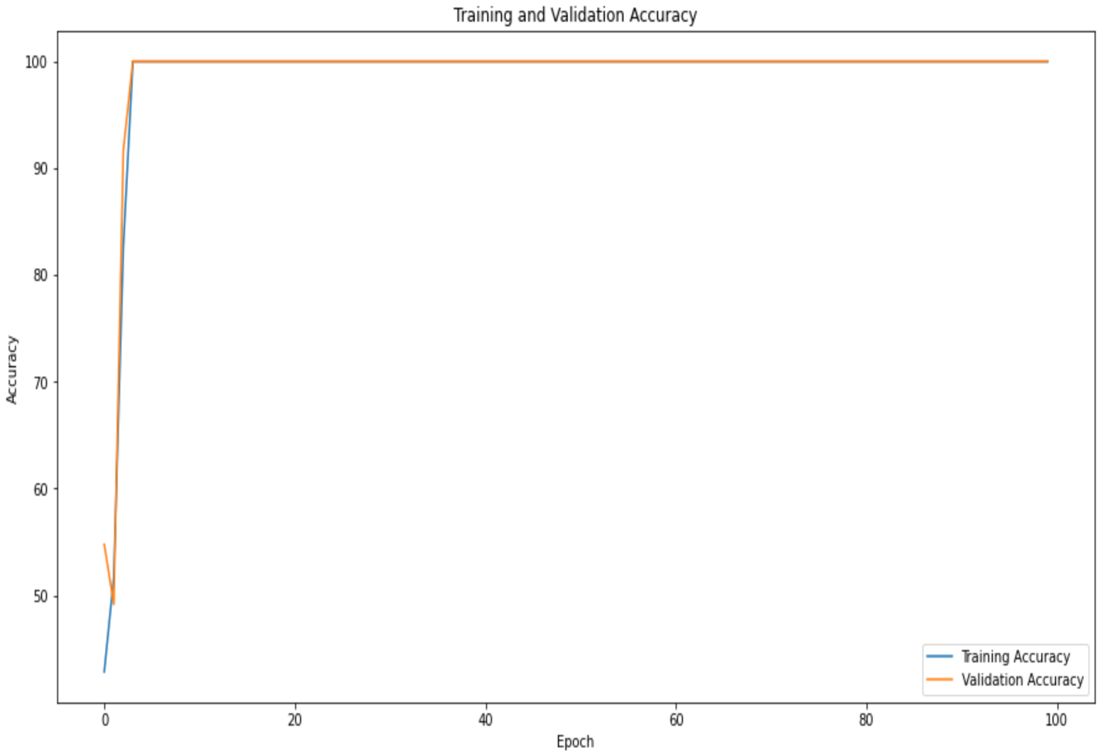 Training and Validation Accuracy
100
90
80
70
60
50
Accuracy
0 20 40 60 80 100
Epoch
Training Accuracy
Validation Accuracy